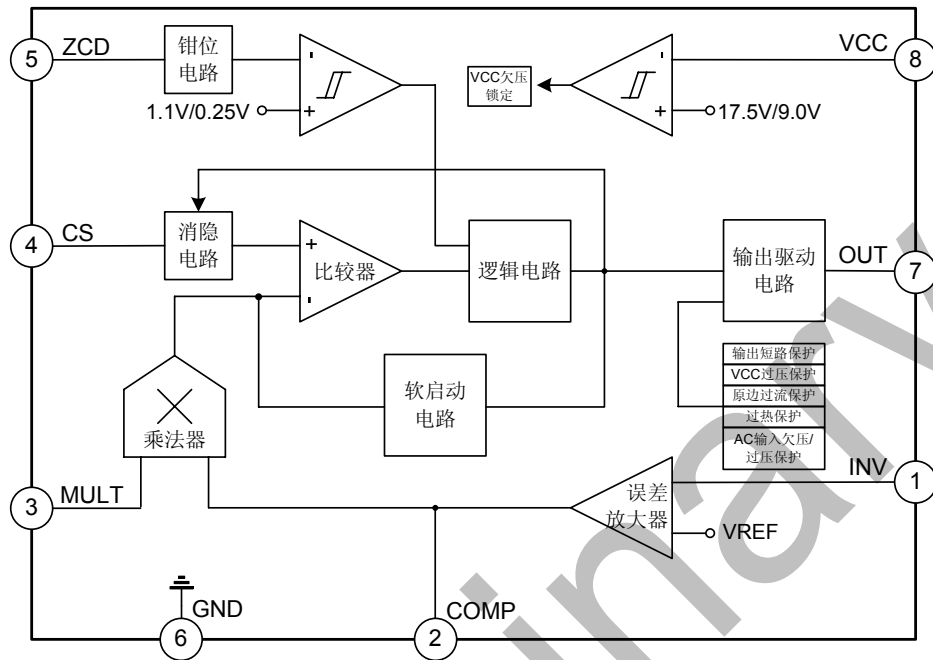 5
ZCD
钳位
电路
-
+
1.1V/0.25V
VCC欠压
锁定
-
+
17.5V/9.0V
VCC
8
4
CS
消隐
电路
+
-
比较器
逻辑电路
输出驱动
电路
OUT
7
软启动
电路
输出短路保护
VCC过压保护
原边过流保护
过热保护
AC输入欠压/
过压保护
乘法器
3
MULT
误差
放大器
INV
1
VREF
GND
6
COMP
2
inary